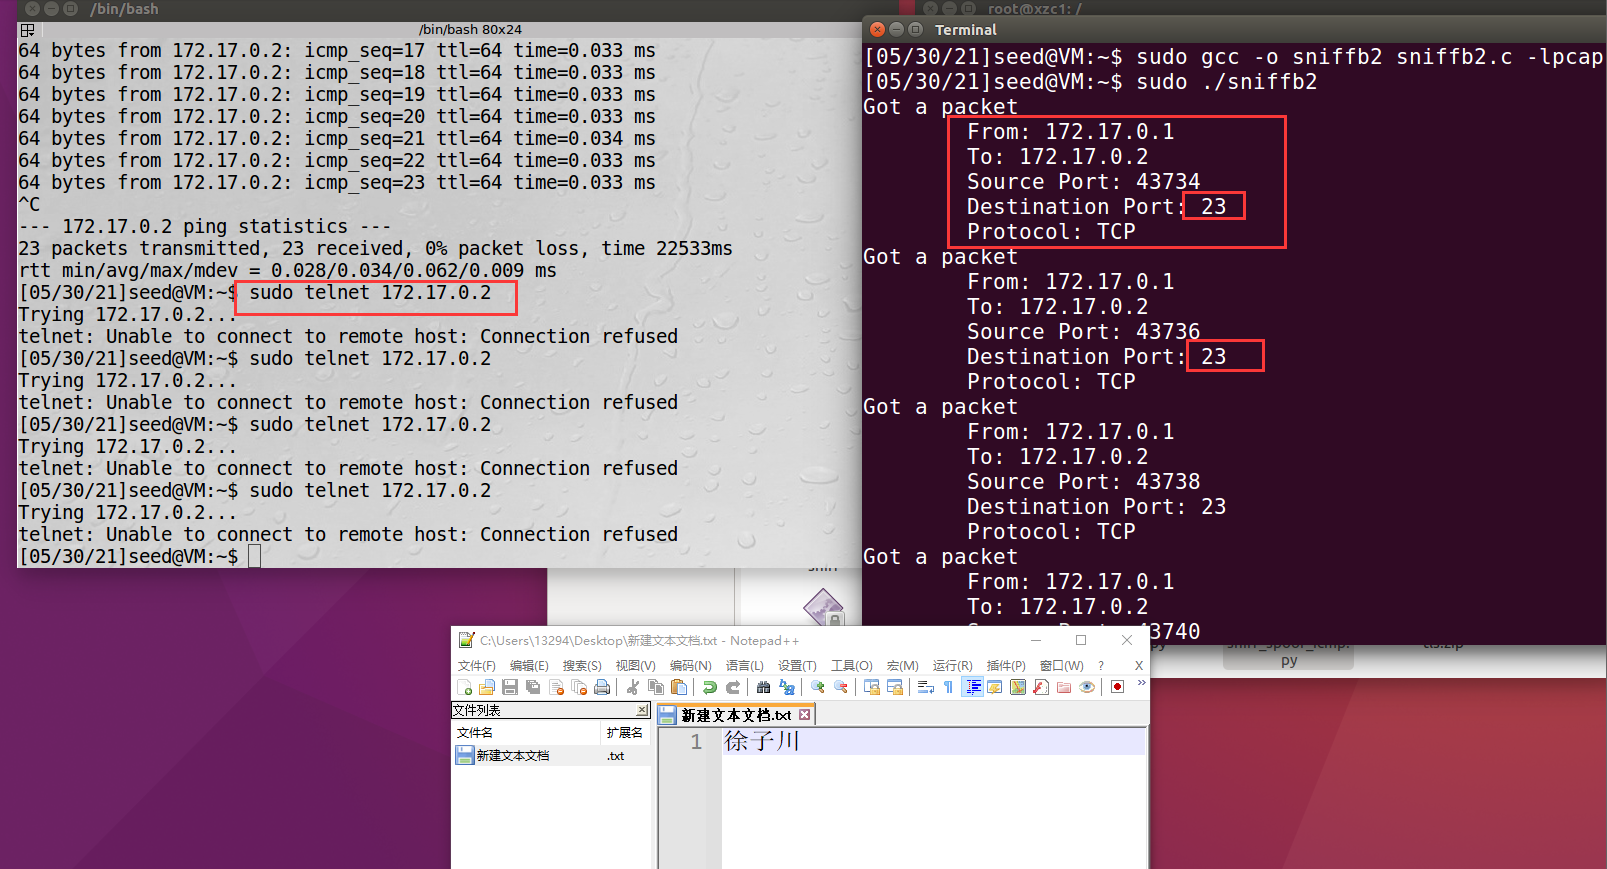 /bin/bash
/bin/bash 80x24
64 bytes from 172.17.0.2: icmp_seq=17 ttl=64 time=0.033 ms
64 bytes from 172.17.0.2: icmp_seq=18 ttl=64 time=0.033 ms
64 bytes from 172.17.0.2: icmp_seq=19 ttl=64 time=0.033 ms
64 bytes from 172.17.0.2: icmp_seq=20 ttl=64 time=0.033 ms
64 bytes from 172.17.0.2: icmp_seq=21 ttl=64 time=0.034 ms
64 bytes from 172.17.0.2: icmp_seq=22 ttl=64 time=0.033 ms
64 bytes from 172.17.0.2: icmp_seq=23 ttl=64 time=0.033 ms
^C
--- 172.17.0.2 ping statistics ---
23 packets transmitted, 23 received, 0% packet loss, time 22533ms
rtt min/avg/max/mdev = 0.028/0.034/0.062/0.009 ms
[05/30/21]seed@VM:~$ sudo telnet 172.17.0.2
Trying 172.17.0.2...
telnet: Unable to connect to remote host: Connection refused
[05/30/21]seed@VM:~$ sudo telnet 172.17.0.2
Trying 172.17.0.2...
telnet: Unable to connect to remote host: Connection refused
[05/30/21]seed@VM:~$ sudo telnet 172.17.0.2
Trying 172.17.0.2...
telnet: Unable to connect to remote host: Connection refused
[05/30/21]seed@VM:~$ sudo telnet 172.17.0.2
Trying 172.17.0.2...
telnet: Unable to connect to remote host: Connection refused
[05/30/21]seed@VM:~$
root@xzc1: /
Terminal
[05/30/21]seed@VM:~$ sudo gcc -o sniffb2 sniffb2.c -lpcap
[05/30/21]seed@VM:~$ sudo ./sniffb2
Got a packet
From: 172.17.0.1
To: 172.17.0.2
Source Port: 43734
Destination Port: 23
Protocol: TCP
Got a packet
From: 172.17.0.1
To: 172.17.0.2
Source Port: 43736
Destination Port: 23
Protocol: TCP
Got a packet
From: 172.17.0.1
To: 172.17.0.2
Source Port: 43738
Destination Port: 23
Protocol: TCP
Got a packet
From: 172.17.0.1
To: 172.17.0.2
43740
py
C:\Users\13294\Desktop\新建文本文档.txt - Notepad++
文件(F) 编辑(E) 搜索(S) 视图(V) 编码(N) 语言(L) 设置(T) 工具(O) 宏(M) 运行(R) 插件(P) 窗口(W) ? X
文件列表
新建文本文档.txt
文件名 扩展名
新建文本文档 .txt
1 徐子川